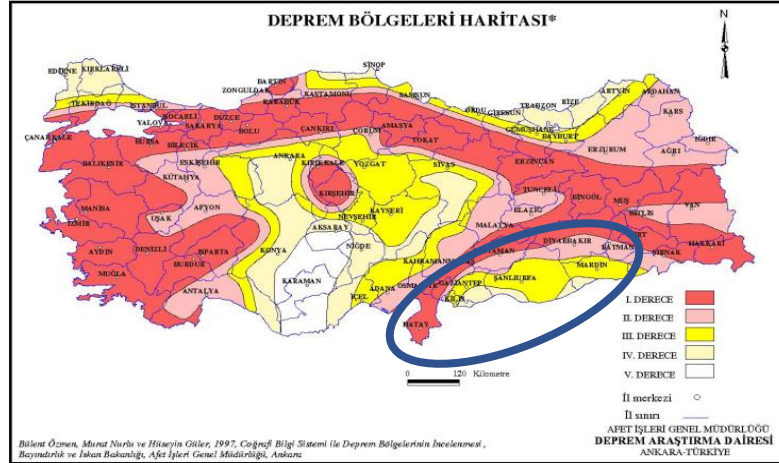 DEPREM BÖLGELERİ HARİTASI*
N
SİNOP
EDİRNE
KIRKLARELİ
BARTIN
ZONGULDAK
KASTAMONU
KARABÜK
SAMSUN
ARTVİN
ARDAHAN
TEKİRDAĞ
İSTANBUL
KOCAELİ
DÜZCE
ORDU
GİRESUN
TRABZON
RİZE
KARS
YALOVA
SAKARYA
BOLU
ÇANKIRI
ÇORUM
AMASYA
TOKAT
GÜMÜŞHANE
BAYBURT
ÇANAKKALE
BURSA
BİLECİK
ERZURUM
IĞDIR
AĞRI
BALIKESİR
ESKİŞEHİR
ANKARA
KIRIKKALE
YOZGAT
SİVAS
ERZİNCAN
KÜTAHYA
KIRŞEHİR
TUNCELİ
BİNGÖL
MUŞ
MANİSA
UŞAK
AFYON
NEVŞEHİR
KAYSERİ
ELAZIĞ
BİTLİS
VAN
İZMİR
AKSARAY
MALATYA
AYDIN
DENİZLİ
ISPARTA
KONYA
NİĞDE
DİYARBAKIR
BATMAN
HAKKARİ
ŞIRNAK
BURDUR
MUĞLA
KARAMAN
MARDİN
ANTALYA
İÇEL
ADANA
GAZİANTEP
ŞANLIURFA
KİLİS
HATAY
I. DERECE
II. DERECE
III. DERECE
IV. DERECE
V. DERECE
0 120 Kilometre
İl merkezi
İl sınırı
AFET İŞLERİ GENEL MÜDÜRLÜĞÜ
DEPREM ARAŞTIRMA DAİRESİ
ANKARA-TÜRKİYE
Bülent Özmen, Murat Nurlu ve Hüseyin Güler, 1997, Coğrafi Bilgi Sistemi ile Deprem Bölgelerinin İncelenmesi ,
Bayındırlık ve İskan Bakanlığı, Afet İşleri Genel Müdürlüğü, Ankara